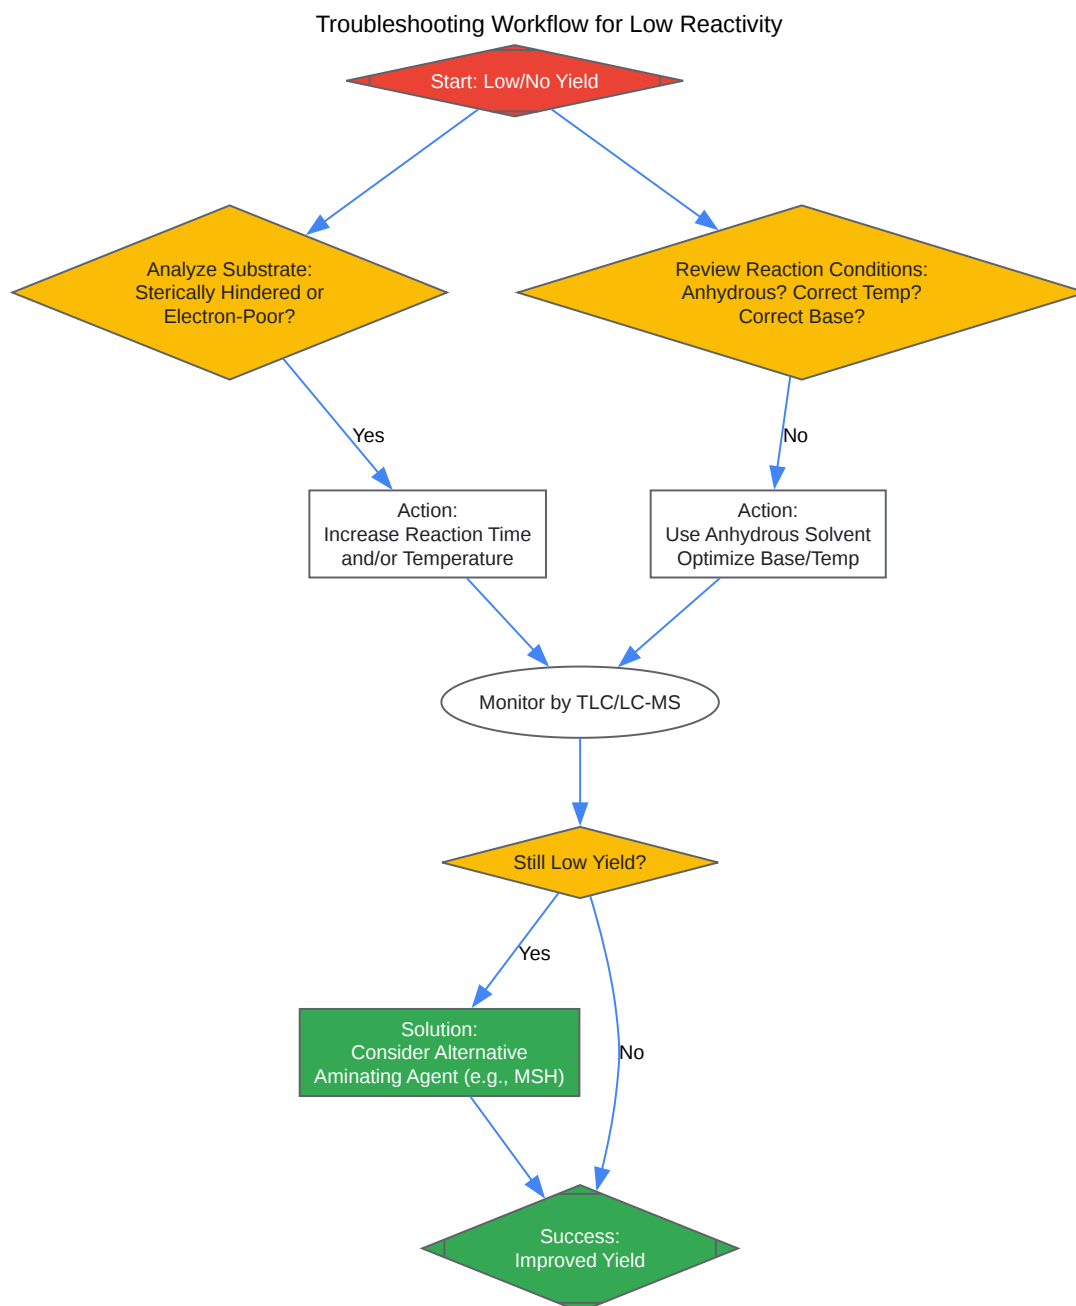 Troubleshooting Workflow for Low Reactivity
Start: Low/No Yield
Analyze Substrate:
Sterically Hindered or
Electron-Poor?
Review Reaction Conditions:
Anhydrous? Correct Temp?
Correct Base?
Yes
No
Action:
Increase Reaction Time
and/or Temperature
Action:
Use Anhydrous Solvent
Optimize Base/Temp
Monitor by TLC/LC-MS
Still Low Yield?
Yes
Solution:
Consider Alternative
Aminating Agent (e.g., MSH)
No
Success:
Improved Yield